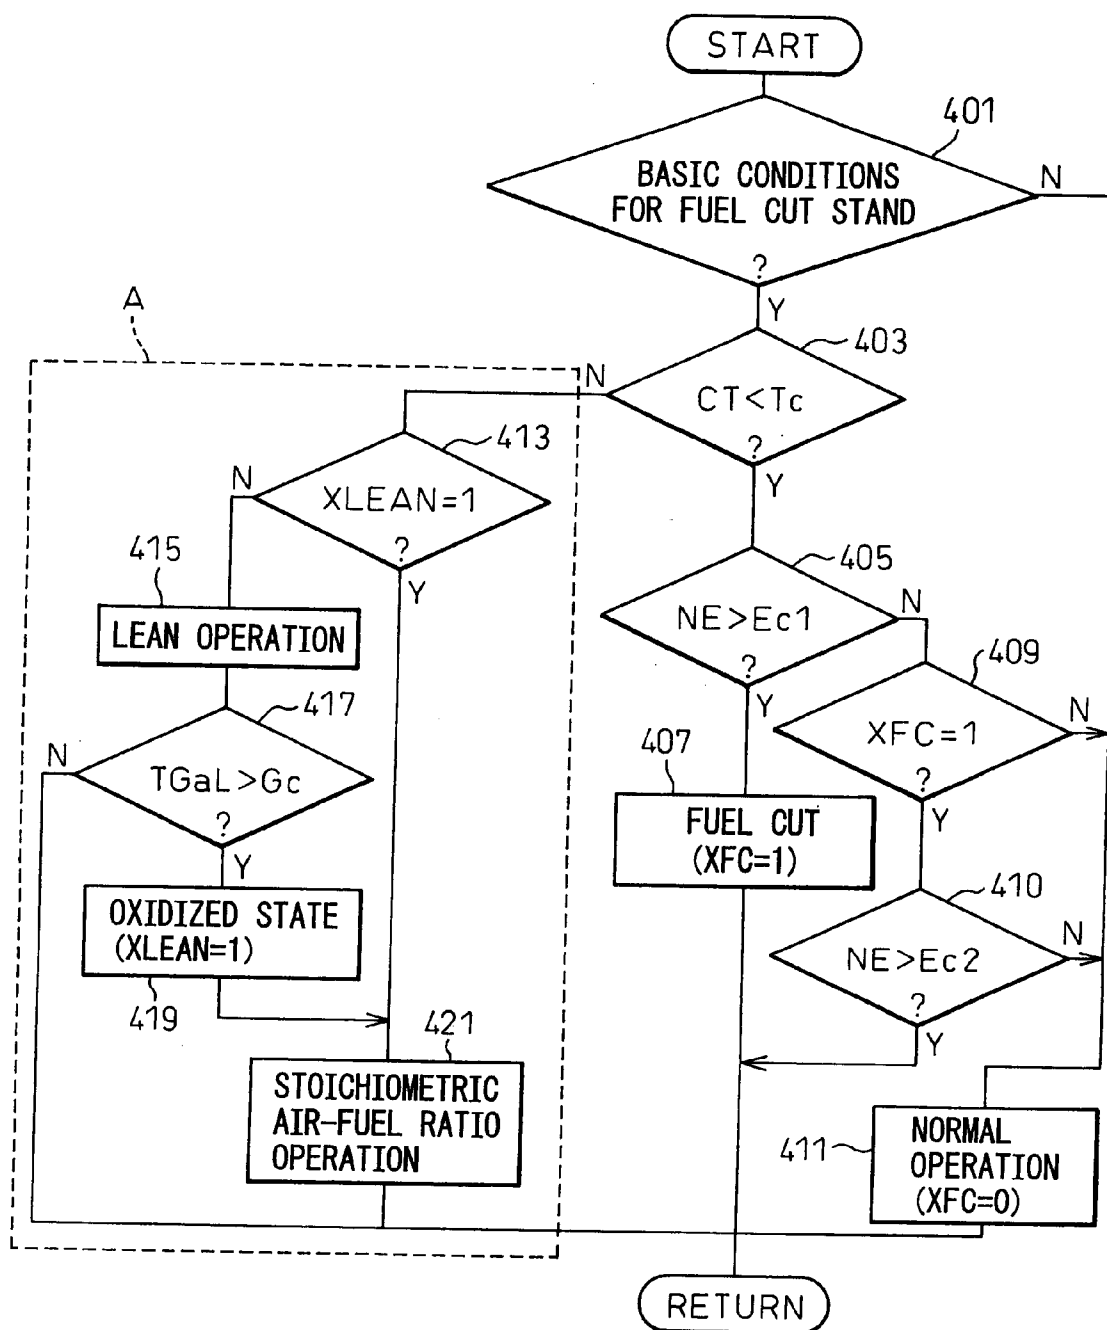 START
401
BASIC CONDITIONS
FOR FUEL CUT STAND
?
N
Y
A
403
N
CT<Tc
?
Y
413
N
XLEAN=1
?
Y
415
LEAN OPERATION
405
NE>Ec1
N
?
Y
409
XFC=1
N
?
Y
417
N
TGaL>Gc
?
Y
407
FUEL CUT
(XFC=1)
410
NE>Ec2
N
?
Y
OXIDIZED STATE
(XLEAN=1)
419
421
STOICHIOMETRIC
AIR-FUEL RATIO
OPERATION
411
NORMAL
OPERATION
(XFC=0)
RETURN